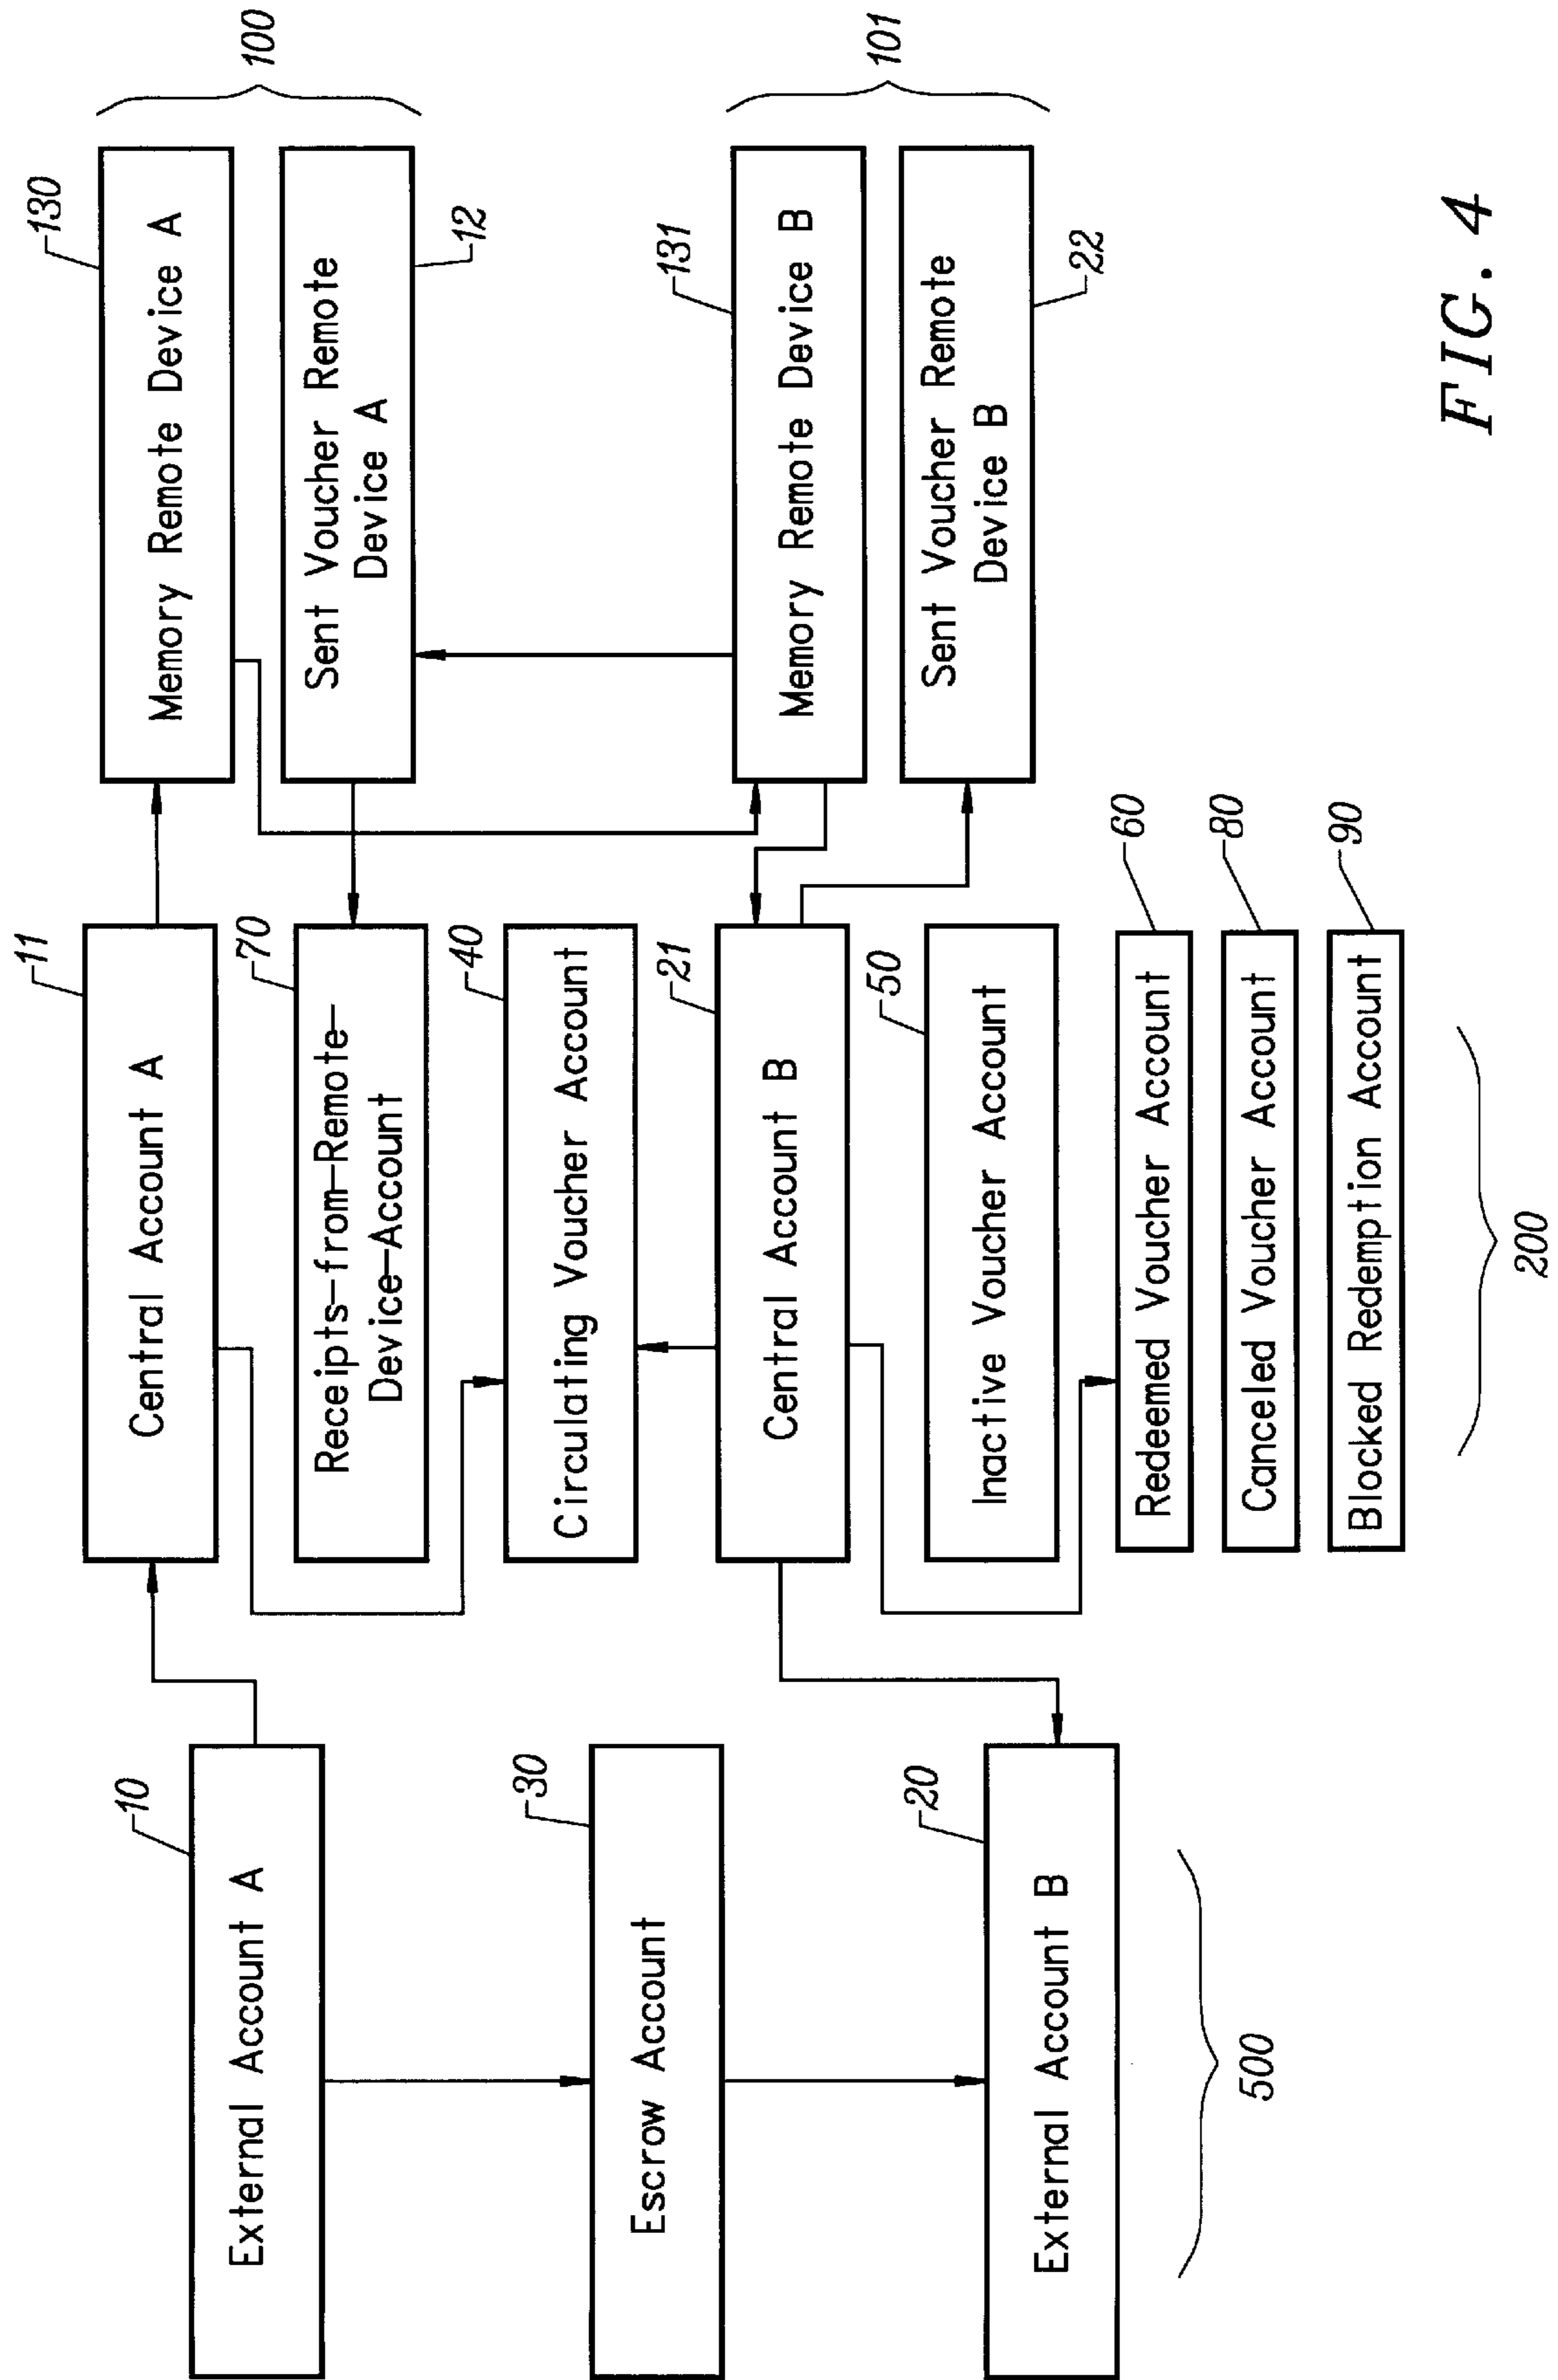 10
External Account A
30
Escrow Account
20
External Account B
500
11
Central Account A
70
Receipts-from-Remote-
Device-Account
40
Circulating Voucher Account
21
Central Account B
50
Inactive Voucher Account
60
Redeemed Voucher Account
80
Canceled Voucher Account
90
Blocked Redemption Account
200
130
Memory Remote Device A
12
Sent Voucher Remote
Device A
100
131
Memory Remote Device B
22
Sent Voucher Remote
Device B
101
FIG. 4